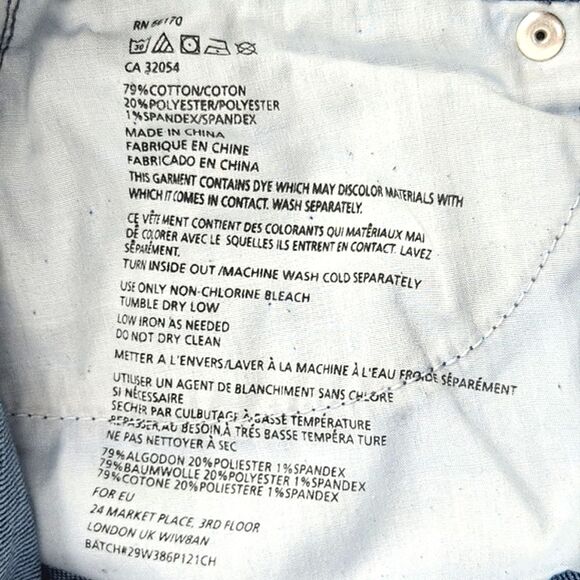 RN 66170
CA 32054
79%COTTON/COTON
20%POLYESTER/POLYESTER
1%SPANDEX/SPANDEX
MADE IN CHINA
FABRIQUE EN CHINE
FABRICADO EN CHINA
THIS GARMENT CONTAINS DYE WHICH MAY DISCOLOR MATERIALS WITH
WHICH IT COMES IN CONTACT. WASH SEPARATELY.
CE VÊTEMENT CONTIENT DES COLORANTS QUI MATÉRIAUX MAI
DÉ COLORER AVEC LE SQUELLES ILS ENTRENT EN CONTACT. LAVEZ
SÉPARÉMENT.
TURN INSIDE OUT /MACHINE WASH COLD SEPARATELY
USE ONLY NON-CHLORINE BLEACH
TUMBLE DRY LOW
LOW IRON AS NEEDED
DO NOT DRY CLEAN
METTER A L'ENVERS/LAVER À LA MACHINE À L'EAU FROIDE SÉPARÉMENT
UTILISER UN AGENT DE BLANCHIMENT SANS CHLORE
SI NÉCESSAIRE
SECHER PAR CULBUTAGE À BASSE TEMPÉRATURE
REPASSER AU BESOIN À TRÉS BASSE TEMPÉRA TURE
NE PAS NETTOYER À SEC
79%ALGODON 20%POLIESTER 1%SPANDEX
79%BAUMWOLLE 20%POLYESTER 1%SPANDEX
79%COTONE 20%POLIESTERE 1%SPANDEX
FOR EU
24 MARKET PLACE, 3RD FLOOR
LONDON UK WIW8AN
BATCH#29W386P121CH